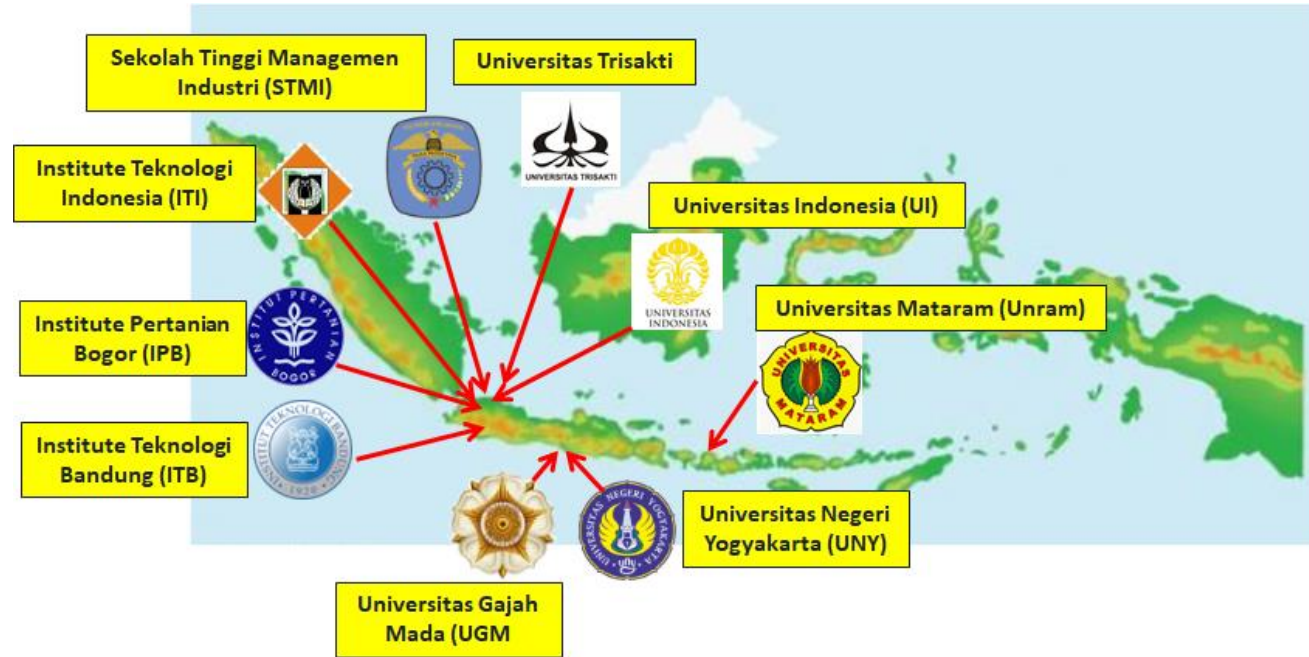 Sekolah Tinggi Managemen
Industri (STMI)
Universitas Trisakti
UNIVERSITAS TRISAKTI
Institute Teknologi
Indonesia (ITI)
Universitas Indonesia (UI)
UNIVERSITAS
INDONESIA
Institute Pertanian
Bogor (IPB)
INSTITUT PERTANIAN
BOGOR
Universitas Mataram (Unram)
UNIVERSITAS
MATARAM
Institute Teknologi
Bandung (ITB)
INSTITUT TEKNOLOGI BANDUNG
1920
UNIVERSITAS NEGERI YOGYAKARTA
uny
Universitas Negeri
Yogyakarta (UNY)
Universitas Gajah
Mada (UGM